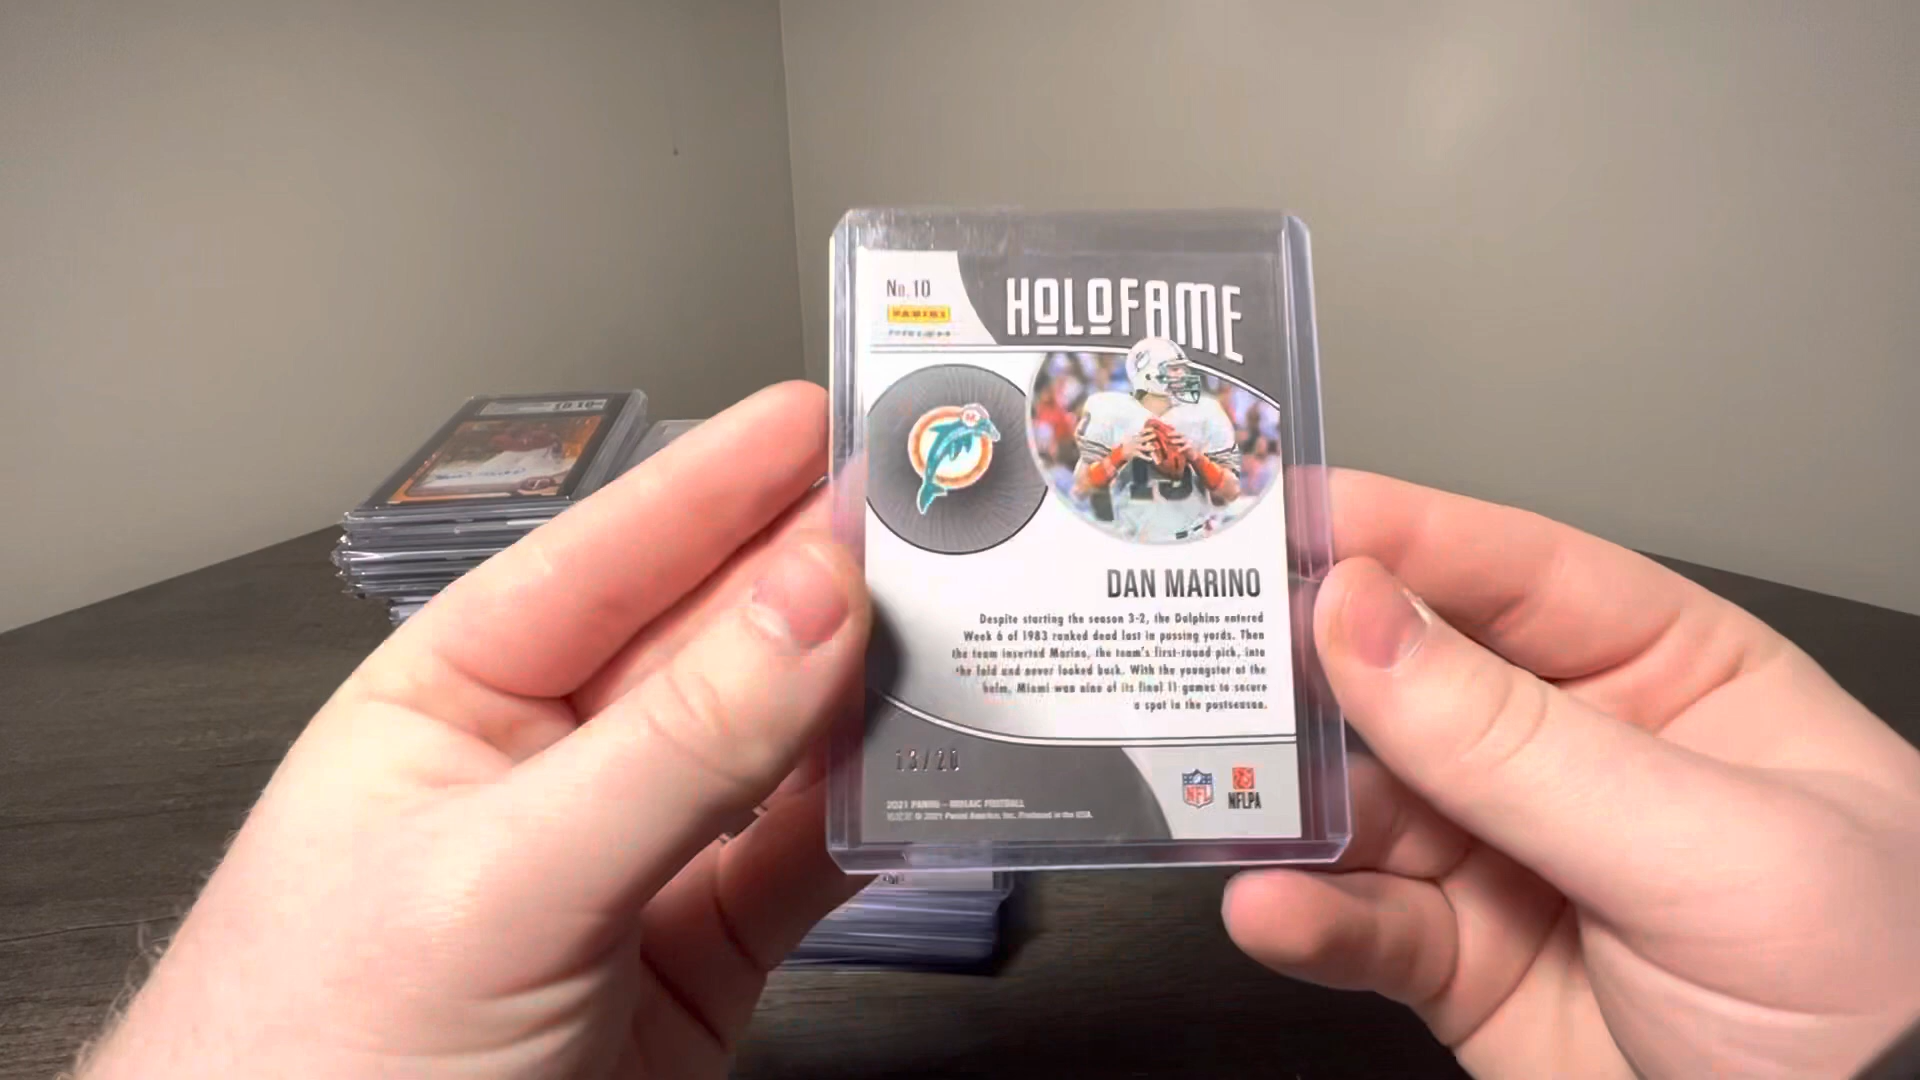 No.10
PANINI
PRIZM
HOLOFAME
DAN MARINO
Despite starting the season 3-2, the Dolphins entered
Week 6 of 1983 ranked dead last in passing yards. Then
the team inserted Marino, the team's first-round pick, into
the fold and never looked back. With the youngster at the
helm, Miami won nine of its final 11 games to secure
a spot in the postseason.
13/20
NFL
NFLPA
2021 PANINI – MOSAIC FOOTBALL
© 2021 Panini America, Inc. Produced in the USA.